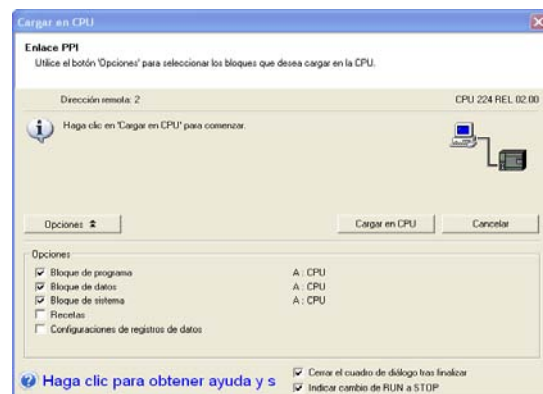 Cargar en CPU
Enlace PPI
Utilice el botón 'Opciones' para seleccionar los bloques que desea cargar en la CPU.
Dirección remota: 2 CPU 224 REL 02.00
Haga clic en 'Cargar en CPU' para comenzar.
Opciones Cargar en CPU Cancelar
Opciones
Bloque de programa A : CPU
Bloque de datos A : CPU
Bloque de sistema A : CPU
Recetas
Configuraciones de registros de datos
Haga clic para obtener ayuda y s
Cerrar el cuadro de diálogo tras finalizar
Indicar cambio de RUN a STOP